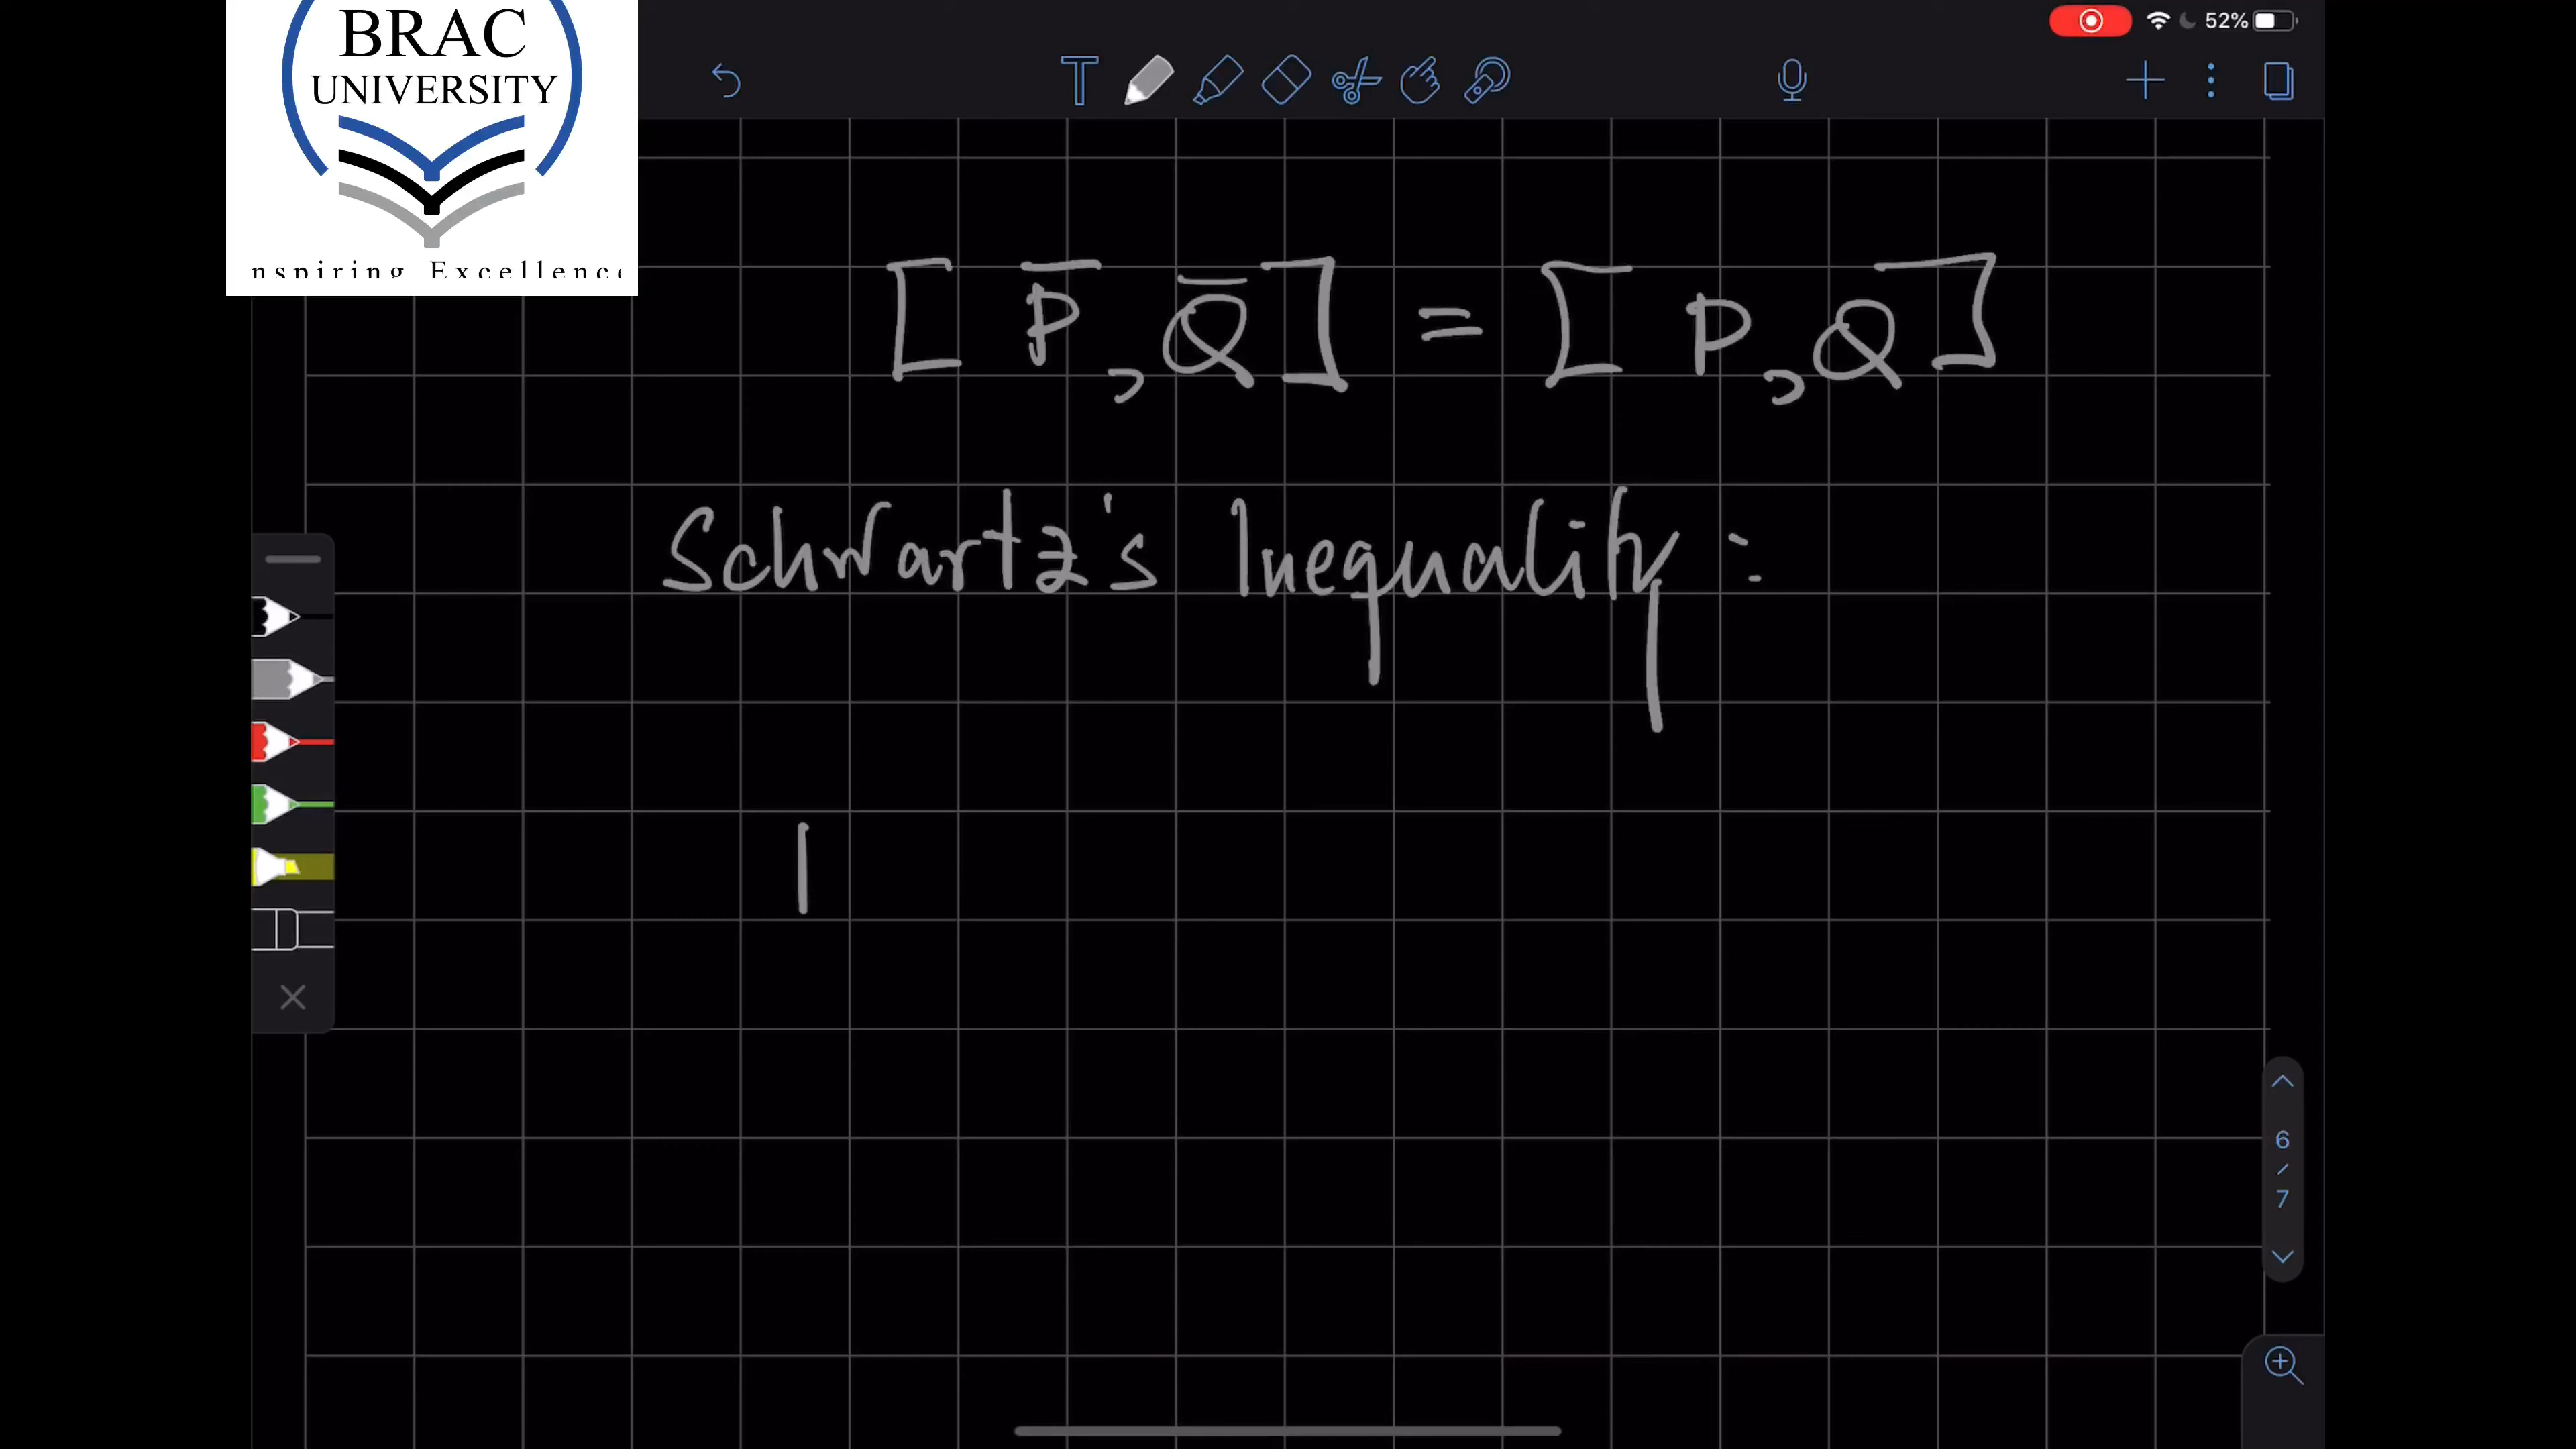 BRAC
UNIVERSITY
nspiring Excellenc
52%
T
[ P̅ , Q̅ ] = [ P , Q ]
Schwartz's Inequality :
|
6
/
7